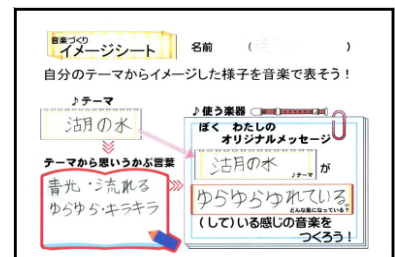 音楽づくり
イメージシート
名前 ( )
自分のテーマからイメージした様子を音楽で表そう!
♪テーマ
湖月の水
テーマから思いうかぶ言葉
青光・流れる
ゆらゆら・キラキラ
♪使う楽器
ぼく わたしの
オリジナルメッセージ
湖月の水 が
♪テーマ
ゆらゆらゆれている。
どんな風になっている?
(して)いる感じの音楽を
つくろう!